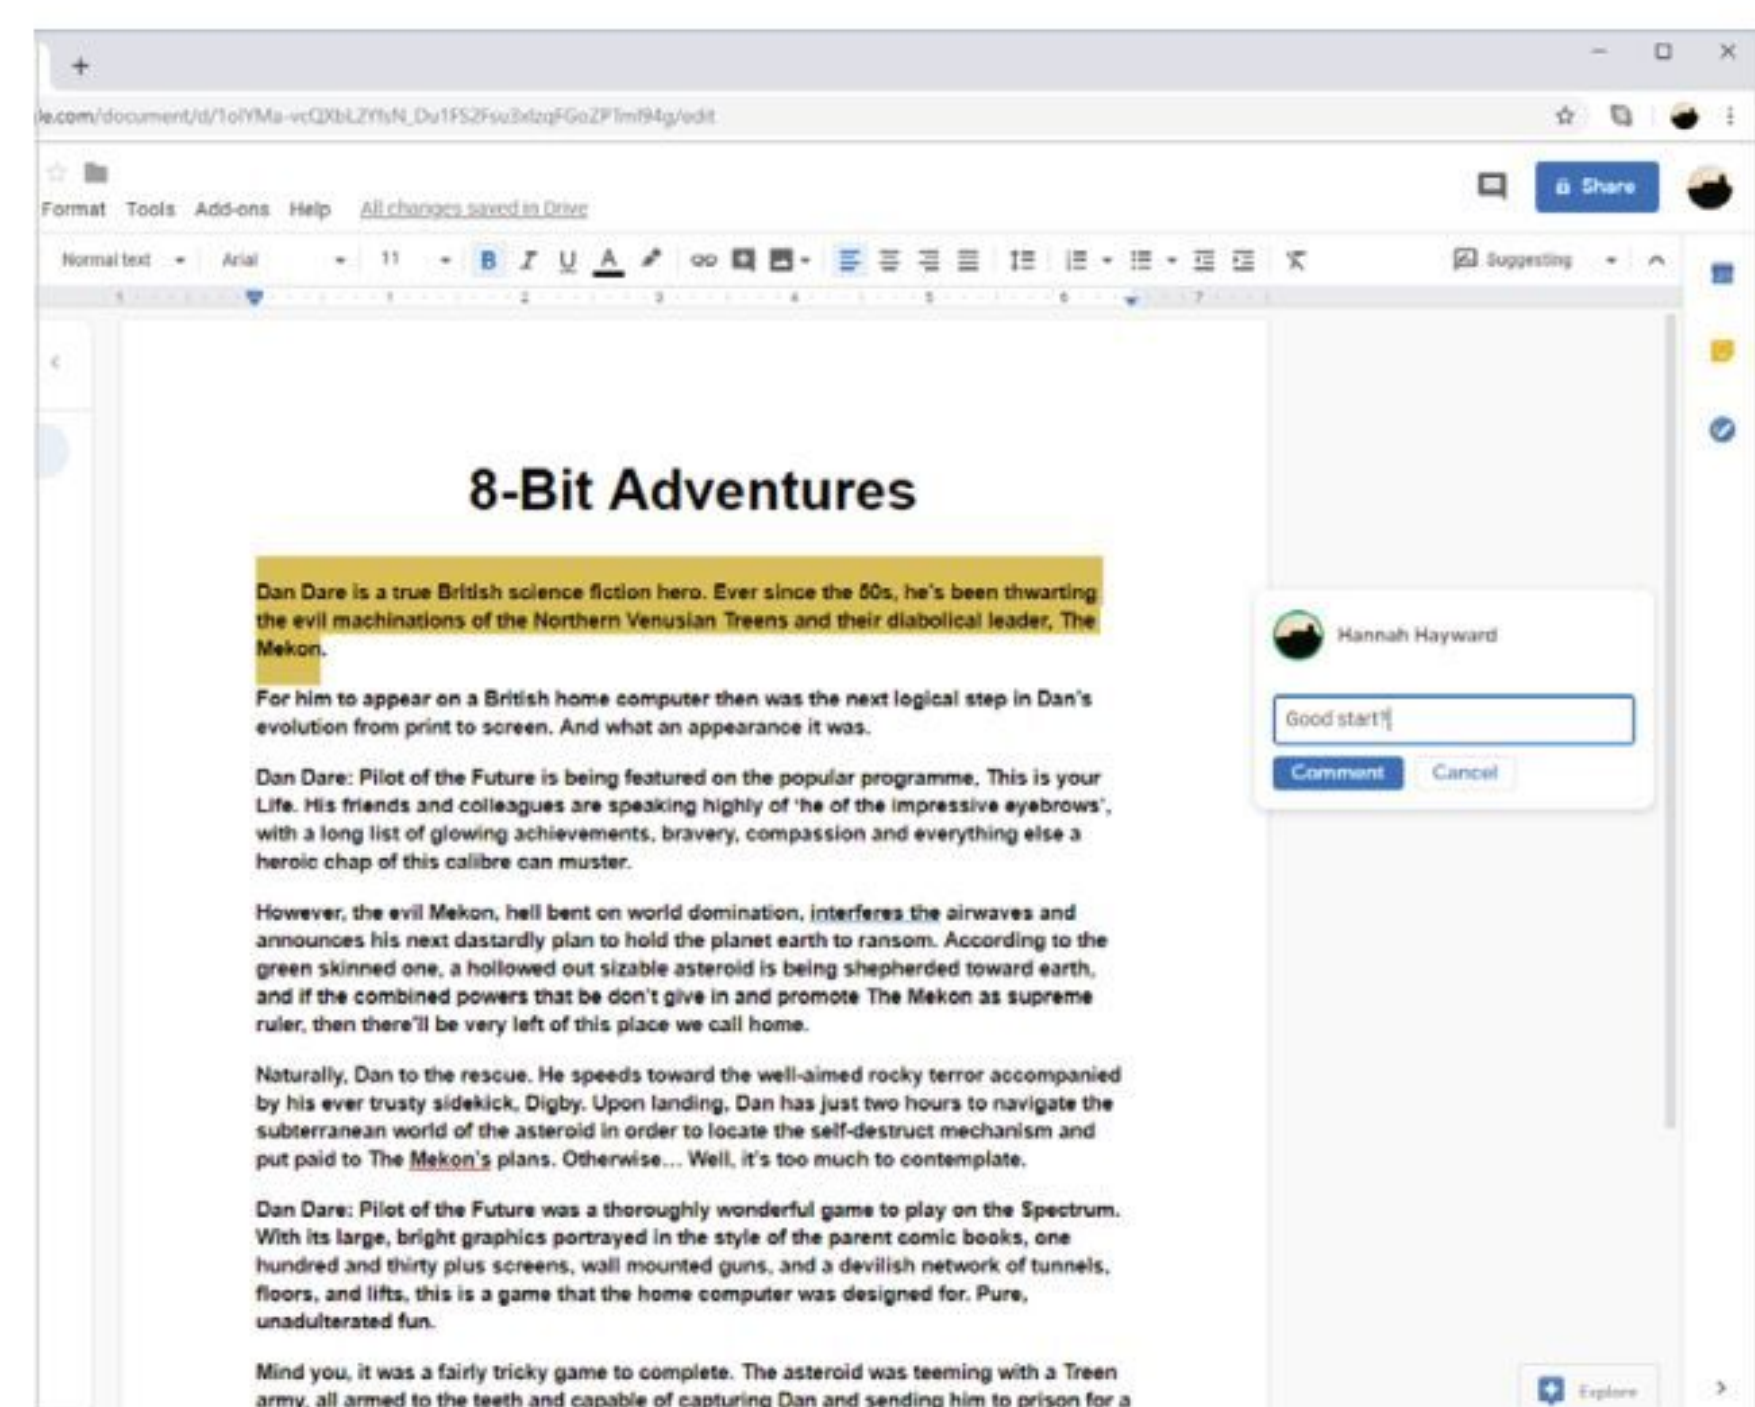 Format Tools Add-ons Help All changes saved in Drive
Share
Normal text Arial 11 B I U A Suggesting
1 1 2 3 4 5 6 7
8-Bit Adventures
Dan Dare is a true British science fiction hero. Ever since the 50s, he's been thwarting
the evil machinations of the Northern Venusian Treens and their diabolical leader, The
Mekon.
Hannah Hayward
Good start?
Comment Cancel
For him to appear on a British home computer then was the next logical step in Dan's
evolution from print to screen. And what an appearance it was.
Dan Dare: Pilot of the Future is being featured on the popular programme, This is your
Life. His friends and colleagues are speaking highly of 'he of the impressive eyebrows',
with a long list of glowing achievements, bravery, compassion and everything else a
heroic chap of this calibre can muster.
However, the evil Mekon, hell bent on world domination, interferes the airwaves and
announces his next dastardly plan to hold the planet earth to ransom. According to the
green skinned one, a hollowed out sizable asteroid is being shepherded toward earth,
and if the combined powers that be don't give in and promote The Mekon as supreme
ruler, then there'll be very left of this place we call home.
Naturally, Dan to the rescue. He speeds toward the well-aimed rocky terror accompanied
by his ever trusty sidekick, Digby. Upon landing, Dan has just two hours to navigate the
subterranean world of the asteroid in order to locate the self-destruct mechanism and
put paid to The Mekon's plans. Otherwise... Well, it's too much to contemplate.
Dan Dare: Pilot of the Future was a thoroughly wonderful game to play on the Spectrum.
With its large, bright graphics portrayed in the style of the parent comic books, one
hundred and thirty plus screens, wall mounted guns, and a devilish network of tunnels,
floors, and lifts, this is a game that the home computer was designed for. Pure,
unadulterated fun.
Mind you, it was a fairly tricky game to complete. The asteroid was teeming with a Treen
army, all armed to the teeth and capable of capturing Dan and sending him to prison for a
Explore